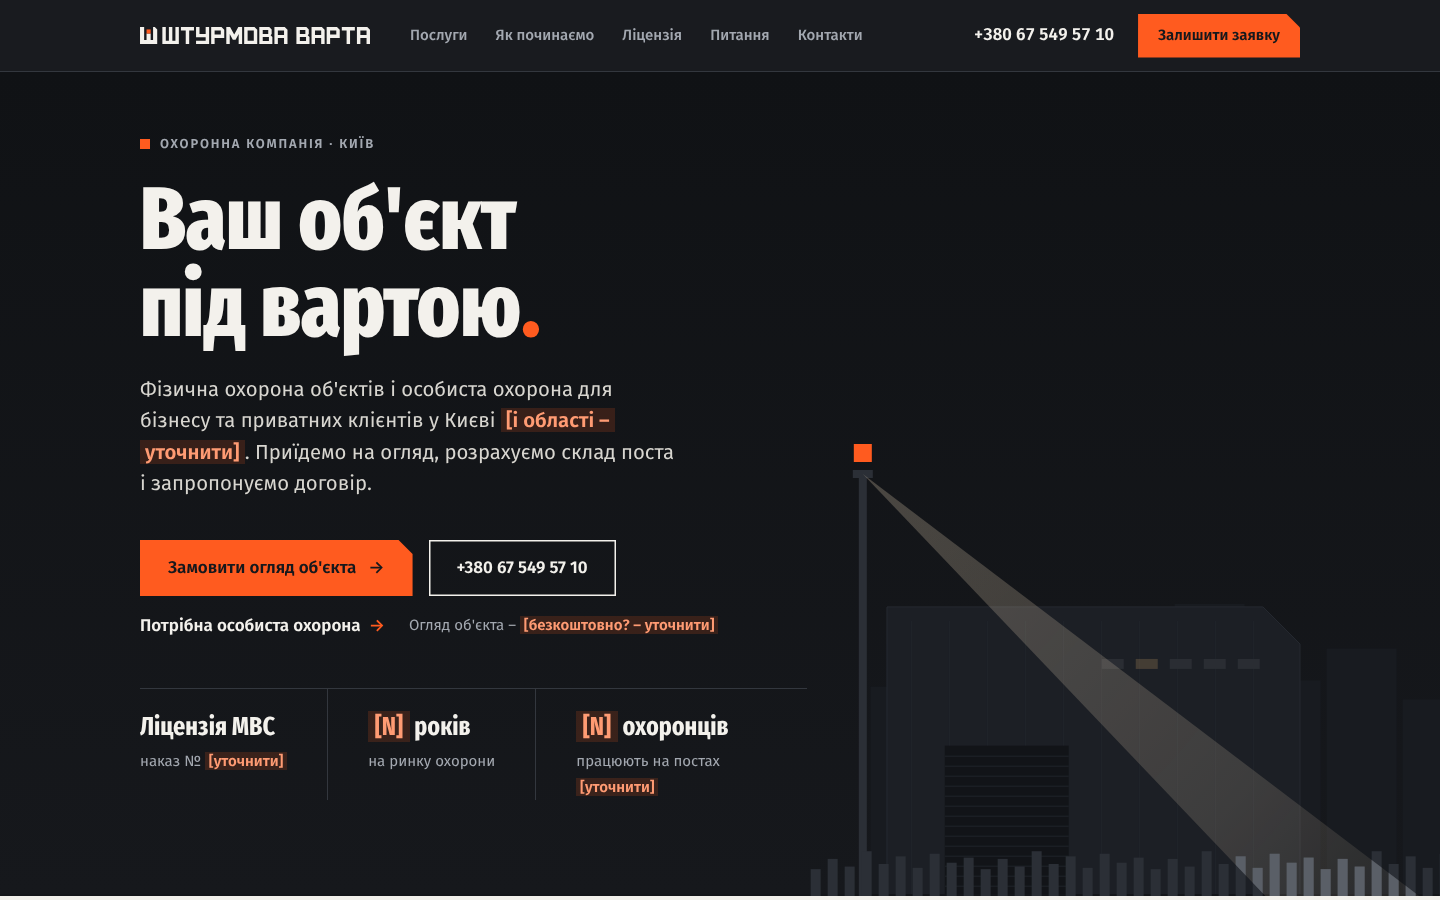 ШТУРМОВА ВАРТА
Послуги
Як починаємо
Ліцензія
Питання
Контакти
+380 67 549 57 10
Залишити заявку
ОХОРОННА КОМПАНІЯ · КИЇВ
Ваш об'єкт
під вартою.
Фізична охорона об'єктів і особиста охорона для
бізнесу та приватних клієнтів у Києві [і області –
уточнити]. Приїдемо на огляд, розрахуємо склад поста
і запропонуємо договір.
Замовити огляд об'єкта →
+380 67 549 57 10
Потрібна особиста охорона →
Огляд об'єкта – [безкоштовно? – уточнити]
Ліцензія МВС
наказ № [уточнити]
[N] років
на ринку охорони
[N] охоронців
працюють на постах
[уточнити]